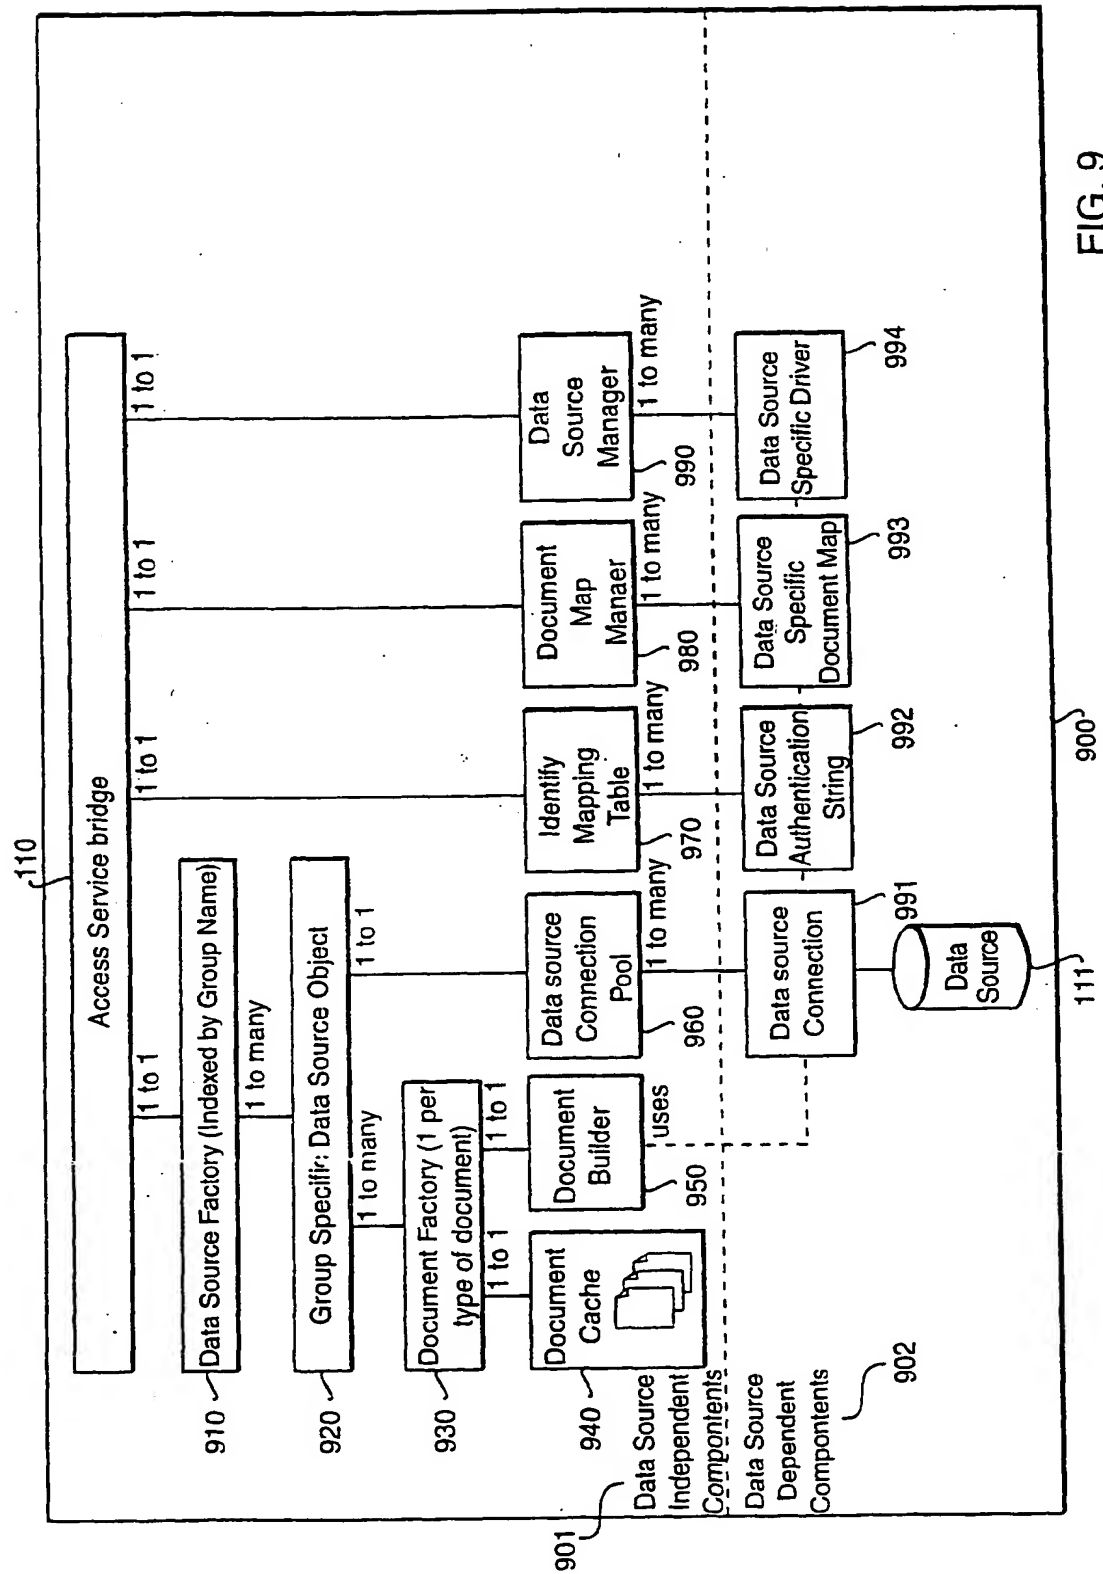 110
Access Service bridge
1 to 1
1 to 1
1 to 1
1 to 1
910
Data Source Factory (Indexed by Group Name)
1 to many
920
Group Specific Data Source Object
1 to many
1 to 1
930
Document Factory (1 per
type of document)
1 to 1
1 to 1
940
Document
Cache
Document
Builder
950
uses
Data source
Connection
Pool
960
1 to many
Identify
Mapping
Table
970
1 to many
Document
Map
Manaer
980
1 to many
Data
Source
Manager
990
1 to many
901
Data Source
Independent
Compontents
Data Source
Dependent
Compontents
902
Data source
Connection
991
Data Source
Authentication
String
992
Data Source
Specific
Document Map
993
Data Source
Specific Driver
994
Data
Source
111
900
FIG. 9